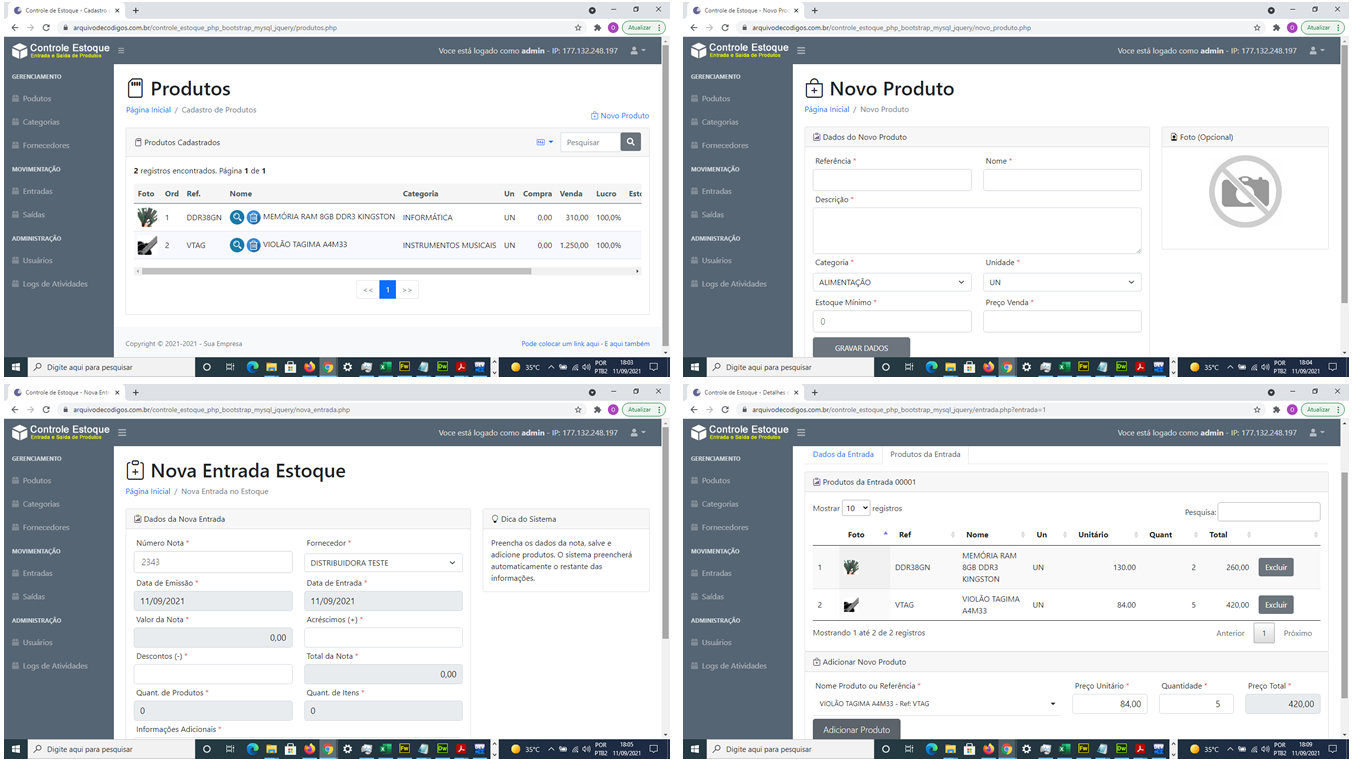 Controle de Estoque - Cadastro
arquivodecodigos.com.br/controle_estoque_php_bootstrap_mysql_jquery/produtos.php
Atualizar
Controle Estoque
Entrada e Saída de Produtos
Voce está logado como admin - IP: 177.132.248.197
GERENCIAMENTO
Podutos
Categorias
Fornecedores
MOVIMENTAÇÃO
Entradas
Saídas
ADMINISTRAÇÃO
Usuários
Logs de Atividades
Produtos
Página Inicial / Cadastro de Produtos
Novo Produto
Produtos Cadastrados
Pesquisar
2 registros encontrados. Página 1 de 1
Foto Ord Ref. Nome Categoria Un Compra Venda Lucro Esto
1 DDR38GN MEMÓRIA RAM 8GB DDR3 KINGSTON INFORMÁTICA UN 0,00 310,00 100,0%
2 VTAG VIOLÃO TAGIMA A4M33 INSTRUMENTOS MUSICAIS UN 0,00 1.250,00 100,0%
<< 1 >>
Copyright © 2021-2021 - Sua Empresa
Pode colocar um link aqui · E aqui também
Digite aqui para pesquisar
35°C
POR
PTB2
18:03
11/09/2021
Controle de Estoque - Novo Pro
arquivodecodigos.com.br/controle_estoque_php_bootstrap_mysql_jquery/novo_produto.php
Atualizar
Controle Estoque
Entrada e Saída de Produtos
Voce está logado como admin - IP: 177.132.248.197
GERENCIAMENTO
Podutos
Categorias
Fornecedores
MOVIMENTAÇÃO
Entradas
Saídas
ADMINISTRAÇÃO
Usuários
Logs de Atividades
Novo Produto
Página Inicial / Novo Produto
Dados do Novo Produto
Referência *
Nome *
Descrição *
Categoria *
Unidade *
ALIMENTAÇÃO
UN
Estoque Mínimo *
Preço Venda *
0
GRAVAR DADOS
Foto (Opcional)
Digite aqui para pesquisar
35°C
POR
PTB2
18:04
11/09/2021
Controle de Estoque - Nova Ent
arquivodecodigos.com.br/controle_estoque_php_bootstrap_mysql_jquery/nova_entrada.php
Atualizar
Controle Estoque
Entrada e Saída de Produtos
Voce está logado como admin - IP: 177.132.248.197
GERENCIAMENTO
Podutos
Categorias
Fornecedores
MOVIMENTAÇÃO
Entradas
Saídas
ADMINISTRAÇÃO
Usuários
Logs de Atividades
Nova Entrada Estoque
Página Inicial / Nova Entrada no Estoque
Dados da Nova Entrada
Número Nota *
Fornecedor *
2343
DISTRIBUIDORA TESTE
Data de Emissão *
Data de Entrada *
11/09/2021
11/09/2021
Valor da Nota *
Acréscimos (+) *
0,00
Descontos (-) *
Total da Nota *
0,00
Quant. de Produtos *
Quant. de Itens *
0
0
Informações Adicionais *
Dica do Sistema
Preencha os dados da nota, salve e
adicione produtos. O sistema preencherá
automaticamente o restante das
informações.
Digite aqui para pesquisar
35°C
POR
PTB2
18:05
11/09/2021
Controle de Estoque - Detalhes
arquivodecodigos.com.br/controle_estoque_php_bootstrap_mysql_jquery/entrada.php?entrada=1
Atualizar
Controle Estoque
Entrada e Saída de Produtos
Voce está logado como admin - IP: 177.132.248.197
GERENCIAMENTO
Podutos
Categorias
Fornecedores
MOVIMENTAÇÃO
Entradas
Saídas
ADMINISTRAÇÃO
Usuários
Logs de Atividades
Dados da Entrada
Produtos da Entrada
Produtos da Entrada 00001
Mostrar 10 registros
Pesquisa:
Foto Ref Nome Un Unitário Quant Total
1 DDR38GN MEMÓRIA RAM 8GB DDR3 KINGSTON UN 130.00 2 260,00 Excluir
2 VTAG VIOLÃO TAGIMA A4M33 UN 84.00 5 420,00 Excluir
Mostrando 1 até 2 de 2 registros
Anterior 1 Próximo
Adicionar Novo Produto
Nome Produto ou Referência *
Preço Unitário *
Quantidade *
Preço Total *
VIOLÃO TAGIMA A4M33 - Ref: VTAG
84,00
5
420,00
Adicionar Produto
Digite aqui para pesquisar
35°C
POR
PTB2
18:09
11/09/2021